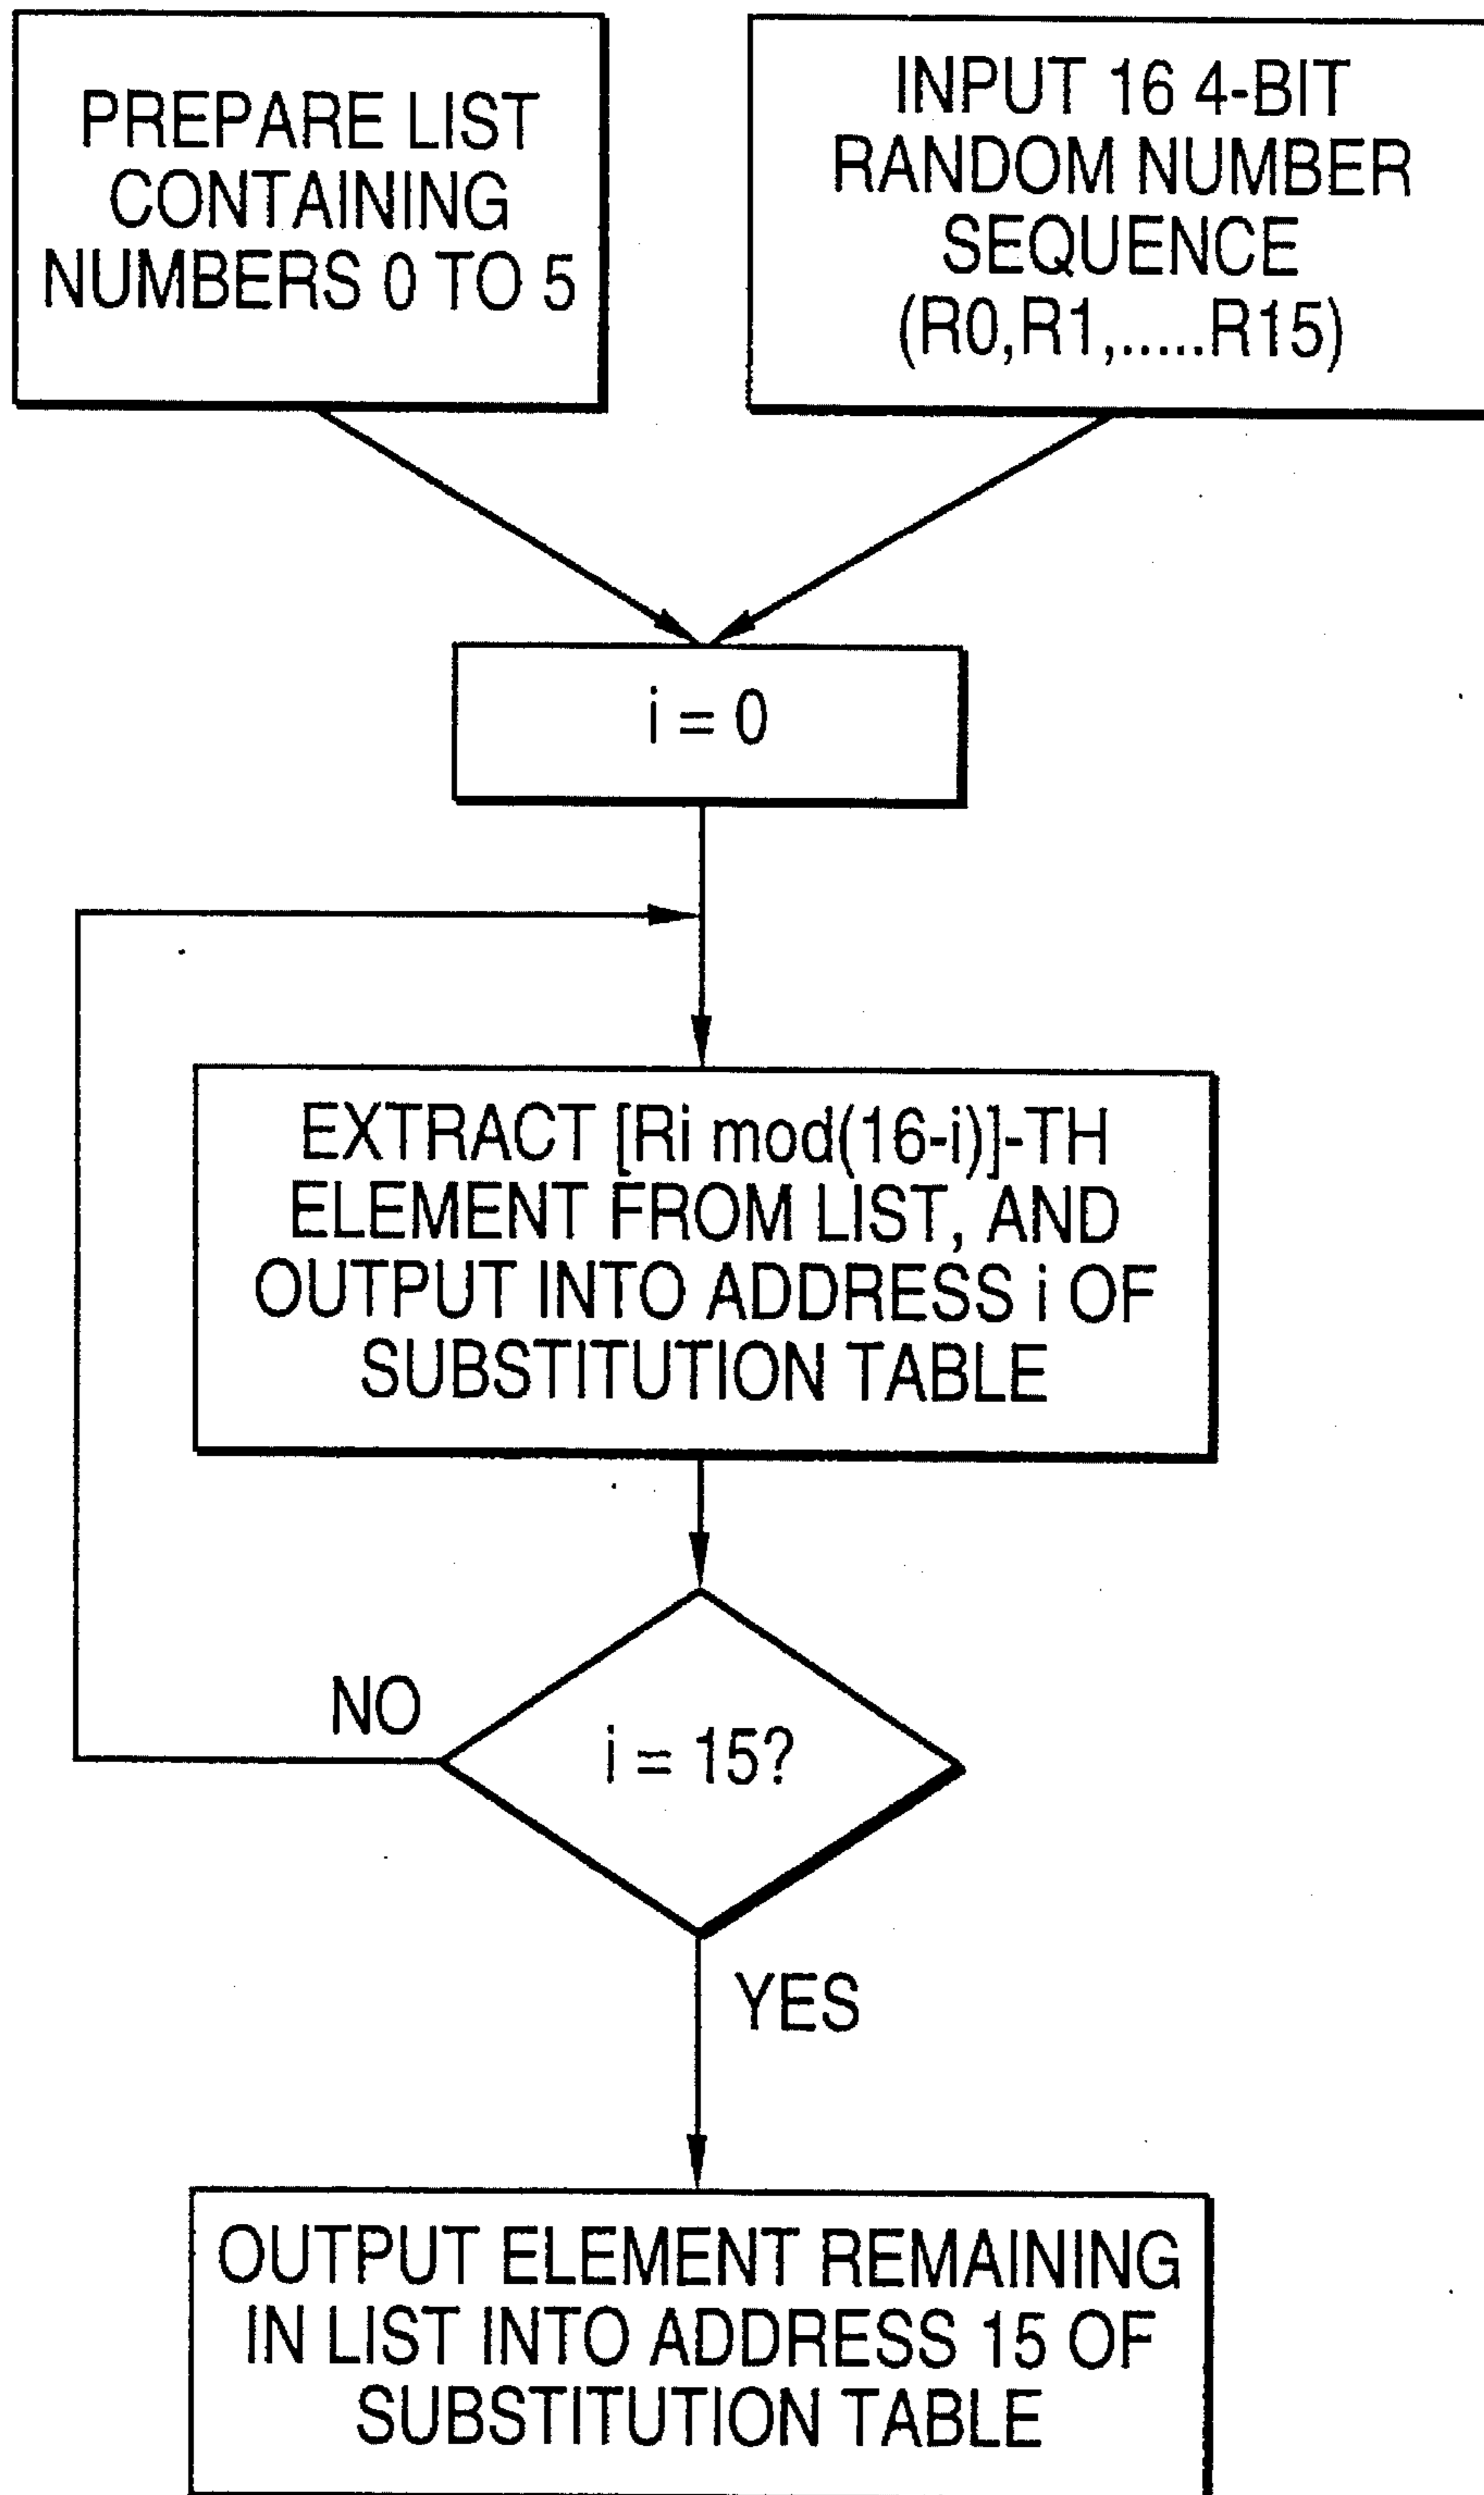 PREPARE LIST
CONTAINING
NUMBERS 0 TO 5
INPUT 16 4-BIT
RANDOM NUMBER
SEQUENCE
(R0,R1,.....R15)
i = 0
EXTRACT [Ri mod(16-i)]-TH
ELEMENT FROM LIST, AND
OUTPUT INTO ADDRESS i OF
SUBSTITUTION TABLE
NO
i = 15?
YES
OUTPUT ELEMENT REMAINING
IN LIST INTO ADDRESS 15 OF
SUBSTITUTION TABLE